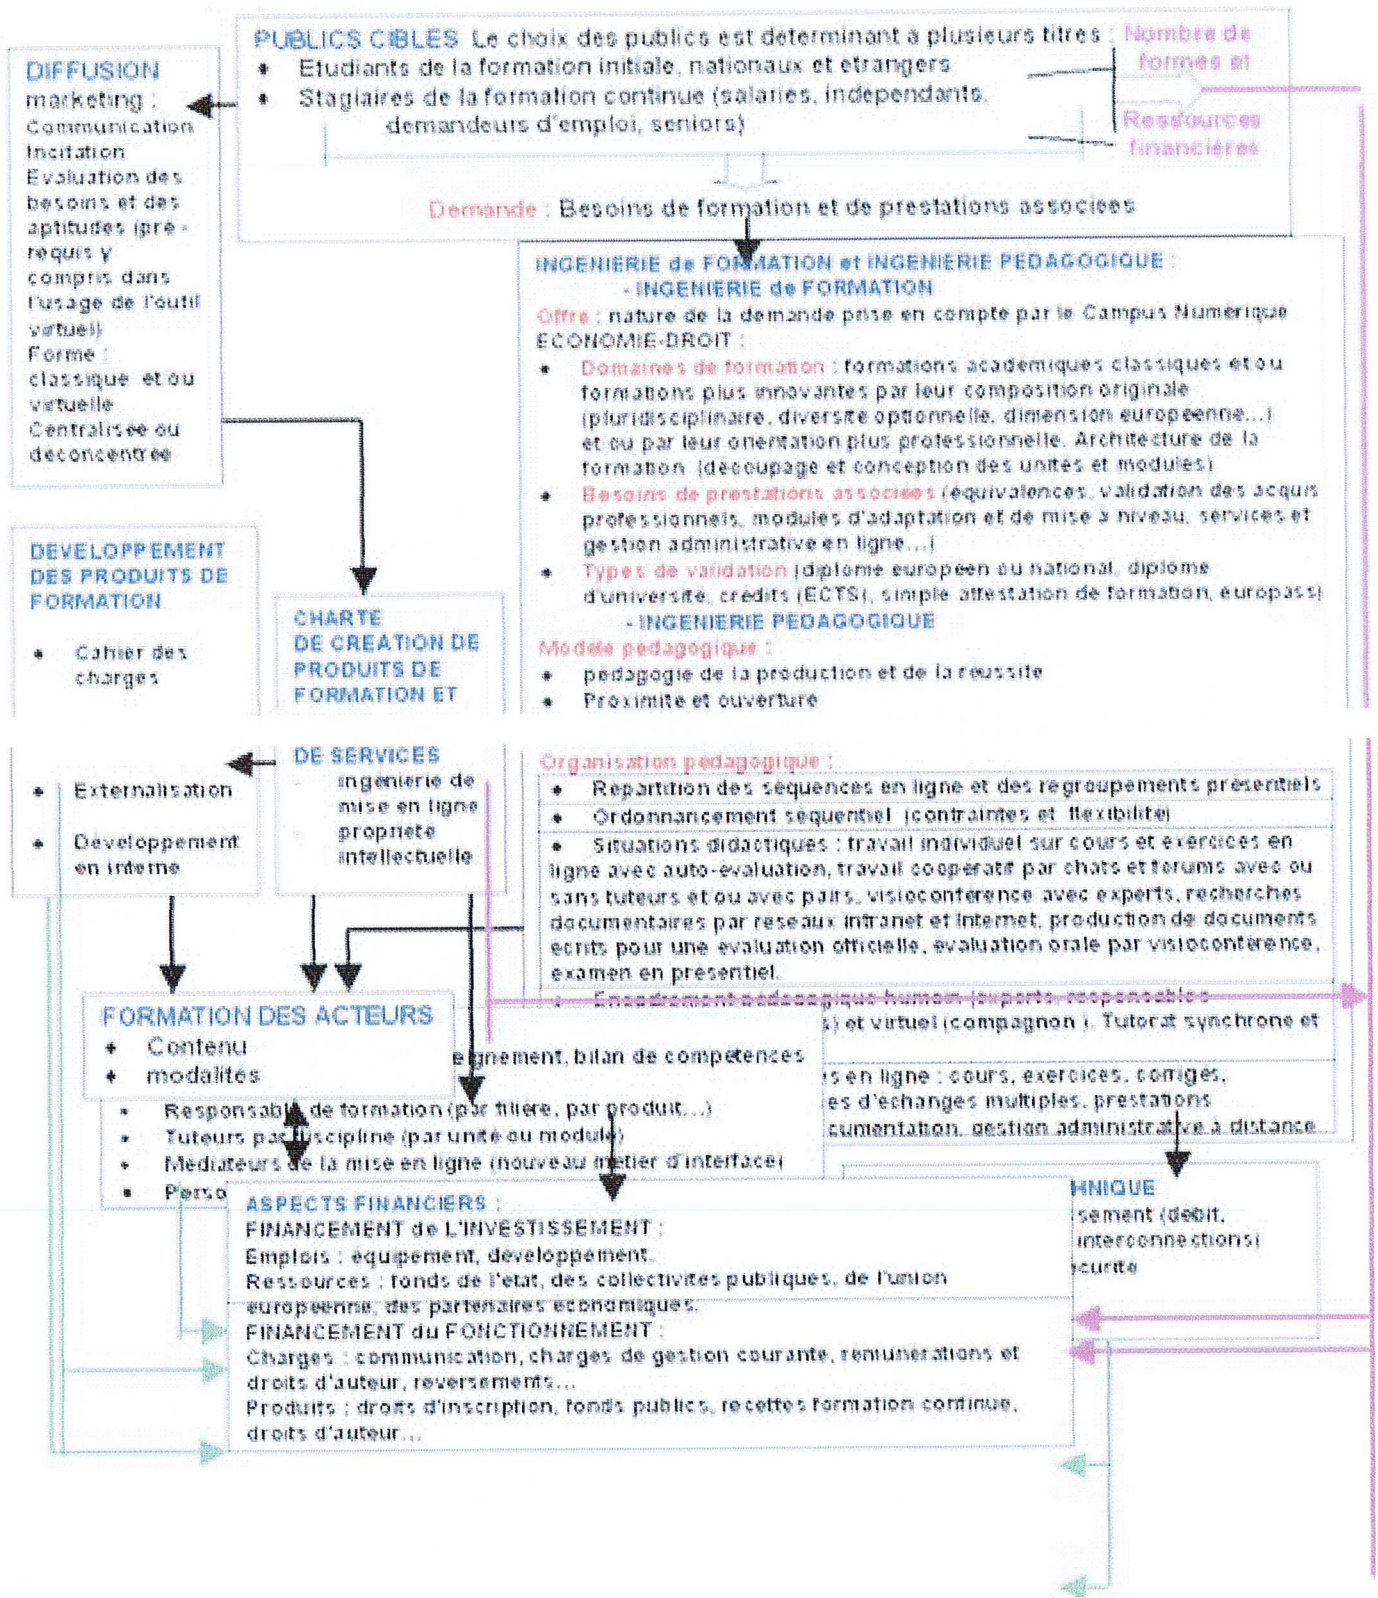 PUBLICS CIBLES Le choix des publics est déterminant à plusieurs titres :
• Etudiants de la formation initiale, nationaux et étrangers
• Stagiaires de la formation continue (salariés, indépendants,
demandeurs d'emploi, seniors)
Nombre de
formes et
Ressources
financières
Demande : Besoins de formation et de prestations associées
DIFFUSION
marketing :
Communication
Incitation
Evaluation des
besoins et des
aptitudes (pré -
requis y
compris dans
l'usage de l'outil
virtuel)
Forme :
classique et ou
virtuelle
Centralisée ou
déconcentrée
INGENIERIE de FORMATION et INGENIERIE PEDAGOGIQUE :
- INGENIERIE de FORMATION
Offre : nature de la demande prise en compte par le Campus Numérique
ECONOMIE-DROIT :
• Domaines de formation : formations académiques classiques et ou
formations plus innovantes par leur composition originale
(pluridisciplinaire, diversité optionnelle, dimension européenne...)
et ou par leur orientation plus professionnelle. Architecture de la
formation (découpage et conception des unités et modules)
• Besoins de prestations associées (équivalences, validation des acquis
professionnels, modules d'adaptation et de mise à niveau, services et
gestion administrative en ligne...)
• Types de validation (diplôme européen ou national, diplôme
d'université, crédits (ECTS), simple attestation de formation, europass)
- INGENIERIE PEDAGOGIQUE
Modèle pédagogique :
• pédagogie de la production et de la réussite
• Proximité et ouverture
Organisation pédagogique :
• Répartition des séquences en ligne et des regroupements présentiels
• Ordonnancement séquentiel (contraintes et flexibilité)
• Situations didactiques : travail individuel sur cours et exercices en
ligne avec auto-évaluation, travail coopératif par chats et forums avec ou
sans tuteurs et ou avec pairs, visioconférence avec experts, recherches
documentaires par réseaux intranet et Internet, production de documents
écrits pour une évaluation officielle, évaluation orale par visioconférence,
examen en présentiel.
• Encadrement pédagogique humain (experts, responsables
s) et virtuel (compagnon ). Tutorat synchrone et
s en ligne : cours, exercices, corrigés,
es d'échanges multiples, prestations
cumentation, gestion administrative à distance
DEVELOPPEMENT
DES PRODUITS DE
FORMATION
• Cahier des
charges
• Externalisation
• Développement
en interne
CHARTE
DE CREATION DE
PRODUITS DE
FORMATION ET
DE SERVICES
- ingénierie de
mise en ligne
- propriété
intellectuelle
FORMATION DES ACTEURS
• Contenu
• modalités
eignement, bilan de compétences
• Responsable de formation (par filière, par produit...)
• Tuteurs par discipline (par unité ou module)
• Médiateurs de la mise en ligne (nouveau métier d'interface)
• Perso
HNIQUE
sement (débit,
interconnections)
écurité
ASPECTS FINANCIERS :
FINANCEMENT de L'INVESTISSEMENT :
Emplois : équipement, développement.
Ressources : fonds de l'état, des collectivités publiques, de l'union
européenne, des partenaires économiques.
FINANCEMENT du FONCTIONNEMENT :
Charges : communication, charges de gestion courante, rémunérations et
droits d'auteur, reversements...
Produits : droits d'inscription, fonds publics, recettes formation continue,
droits d'auteur...